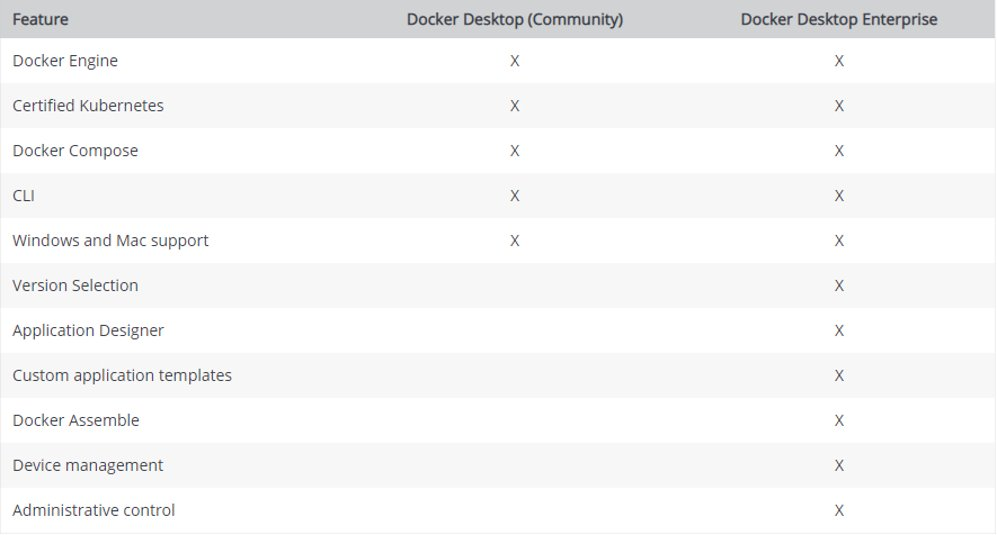 Feature Docker Desktop (Community) Docker Desktop Enterprise
Docker Engine X X
Certified Kubernetes X X
Docker Compose X X
CLI X X
Windows and Mac support X X
Version Selection X
Application Designer X
Custom application templates X
Docker Assemble X
Device management X
Administrative control X